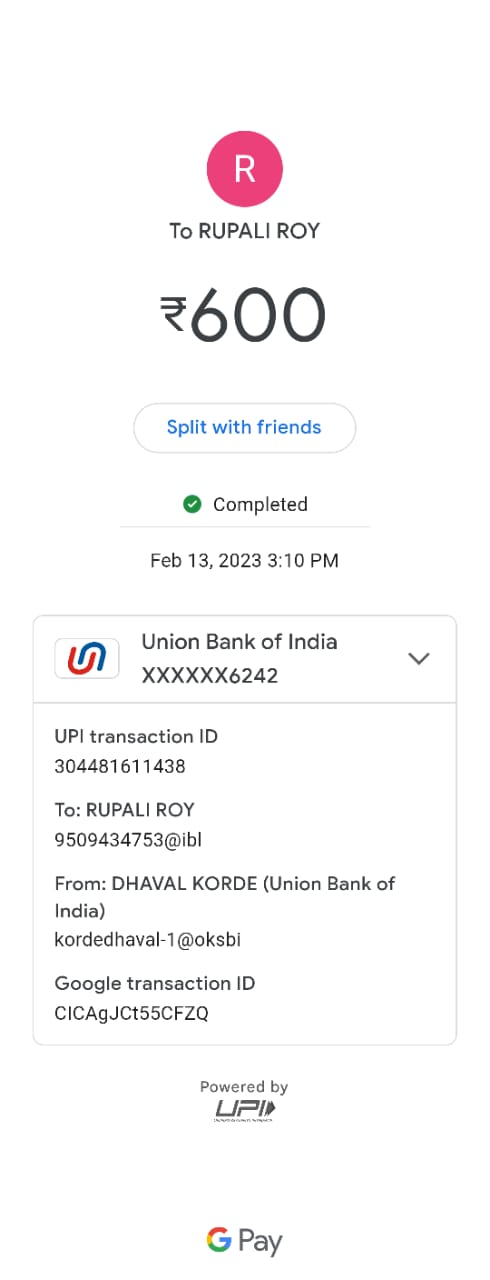 R
To RUPALI ROY
₹600
Split with friends
Completed
Feb 13, 2023 3:10 PM
Union Bank of India
XXXXXX6242
UPI transaction ID
304481611438
To: RUPALI ROY
9509434753@ibl
From: DHAVAL KORDE (Union Bank of
India)
kordedhaval-1@oksbi
Google transaction ID
CICAgJCt55CFZQ
Powered by
UPI
G Pay